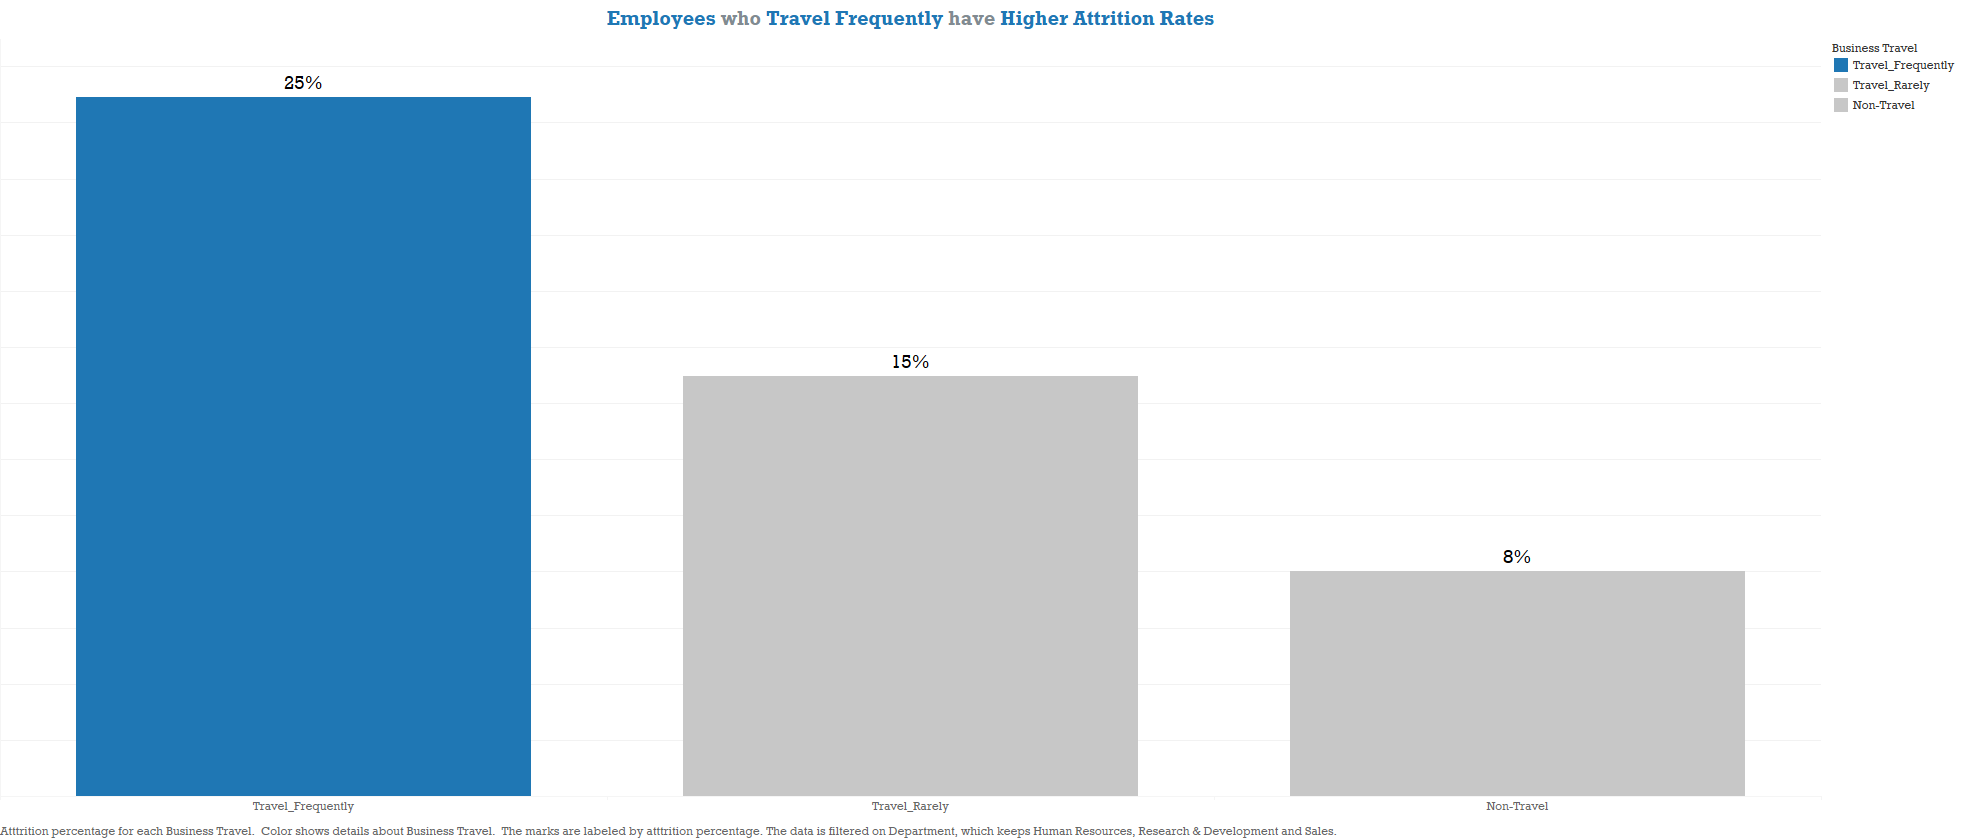 Employees who Travel Frequently have Higher Attrition Rates
Business Travel
Travel_Frequently
Travel_Rarely
Non-Travel
25%
15%
8%
Travel_Frequently
Travel_Rarely
Non-Travel
Atttrition percentage for each Business Travel.  Color shows details about Business Travel.  The marks are labeled by atttrition percentage. The data is filtered on Department, which keeps Human Resources, Research & Development and Sales.